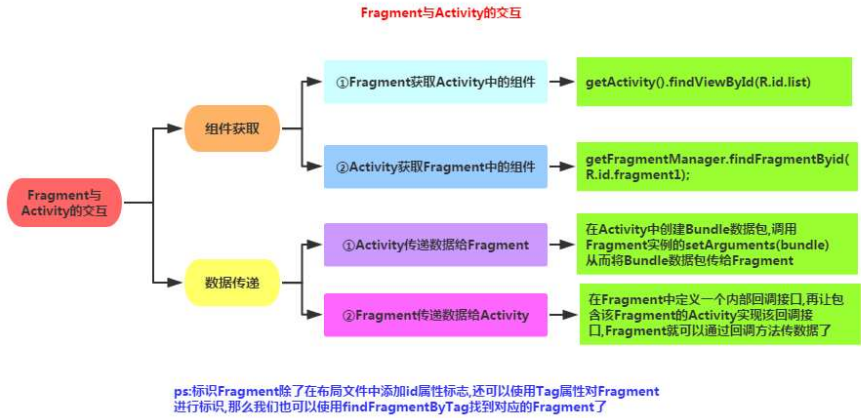 Fragment与Activity的交互
Fragment与
Activity的交互
组件获取
①Fragment获取Activity中的组件
getActivity().findViewById(R.id.list)
②Activity获取Fragment中的组件
getFragmentManager.findFragmentByid(
R.id.fragment1);
数据传递
①Activity传递数据给Fragment
在Activity中创建Bundle数据包,调用
Fragment实例的setArguments(bundle)
从而将Bundle数据包传给Fragment
②Fragment传递数据给Activity
在Fragment中定义一个内部回调接口,再让包
含该Fragment的Activity实现该回调接
口,Fragment就可以通过回调方法传数据了
ps:标识Fragment除了在布局文件中添加id属性标志,还可以使用Tag属性对Fragment
进行标识,那么我们也可以使用findFragmentByTag找到对应的Fragment了